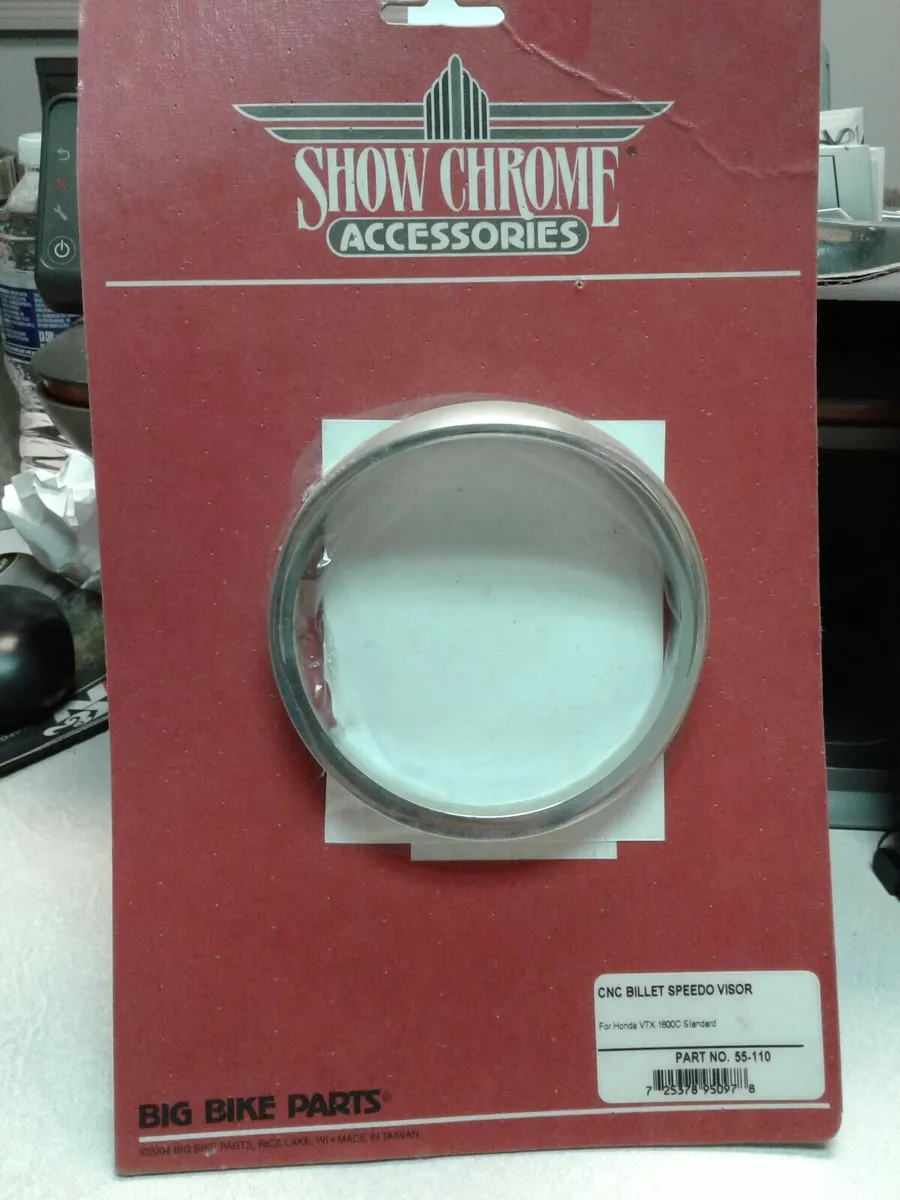 SHOW CHROME®
ACCESSORIES
CNC BILLET SPEEDO VISOR
For Honda VTX 1800C Standard
PART NO. 55-110
7 25378 95097 8
BIG BIKE PARTS®
©2004 BIG BIKE PARTS, RICE LAKE, WI • MADE IN TAIWAN